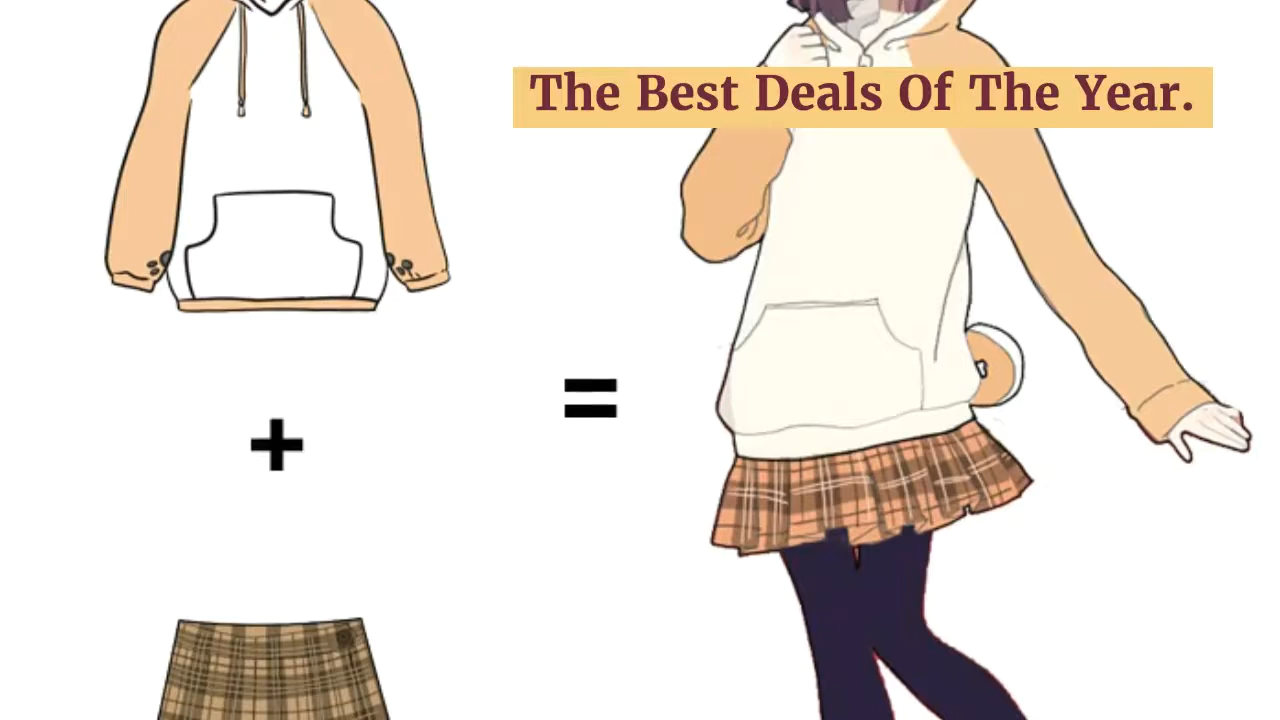 The Best Deals Of The Year.
+
=